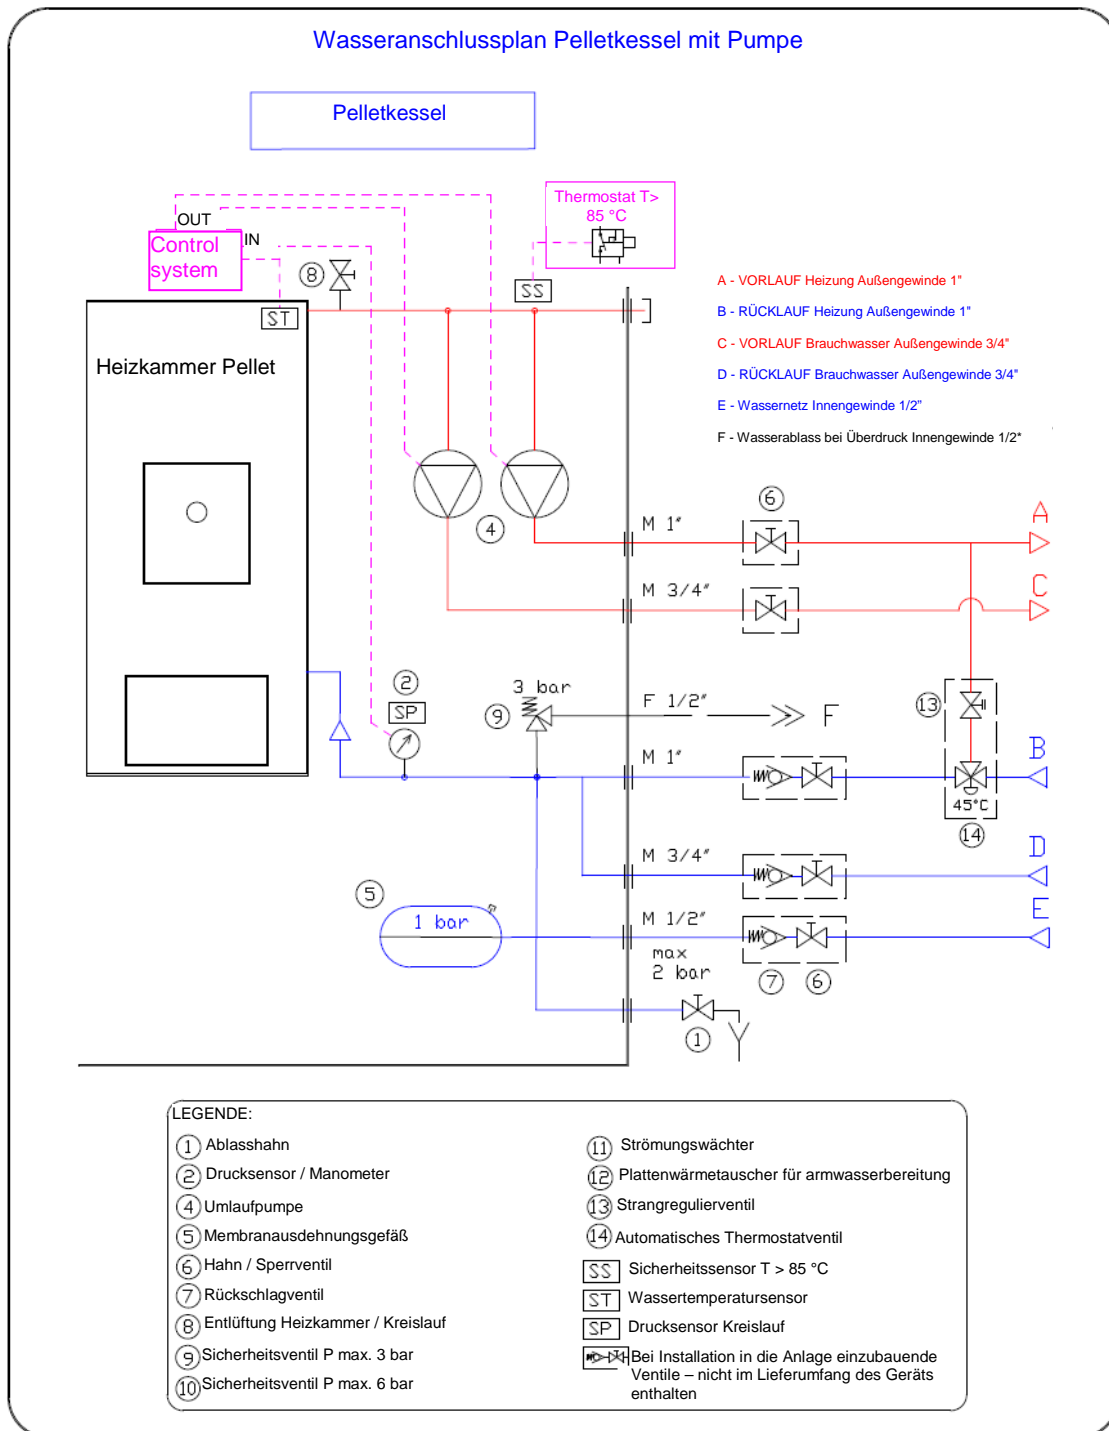 Wasseranschlussplan Pelletkessel mit Pumpe
Pelletkessel
Thermostat T>
85 °C
OUT
IN
Control
system
8
SS
ST
Heizkammer Pellet
A - VORLAUF Heizung Außengewinde 1"
B - RÜCKLAUF Heizung Außengewinde 1"
C - VORLAUF Brauchwasser Außengewinde 3/4"
D - RÜCKLAUF Brauchwasser Außengewinde 3/4"
E - Wassernetz Innengewinde 1/2"
F - Wasserablass bei Überdruck Innengewinde 1/2*
4
M 1"
6
A
M 3/4"
C
2
SP
3 bar
9
F 1/2"
F
13
M 1"
B
45°C
14
M 3/4"
D
5
1 bar
M 1/2"
E
max
2 bar
7
6
1
LEGENDE:
1 Ablasshahn
2 Drucksensor / Manometer
4 Umlaufpumpe
5 Membranausdehnungsgefäß
6 Hahn / Sperrventil
7 Rückschlagventil
8 Entlüftung Heizkammer / Kreislauf
9 Sicherheitsventil P max. 3 bar
10 Sicherheitsventil P max. 6 bar
11 Strömungswächter
12 Plattenwärmetauscher für armwasserbereitung
13 Strangregulierventil
14 Automatisches Thermostatventil
SS Sicherheitssensor T > 85 °C
ST Wassertemperatursensor
SP Drucksensor Kreislauf
Bei Installation in die Anlage einzubauende
Ventile – nicht im Lieferumfang des Geräts
enthalten